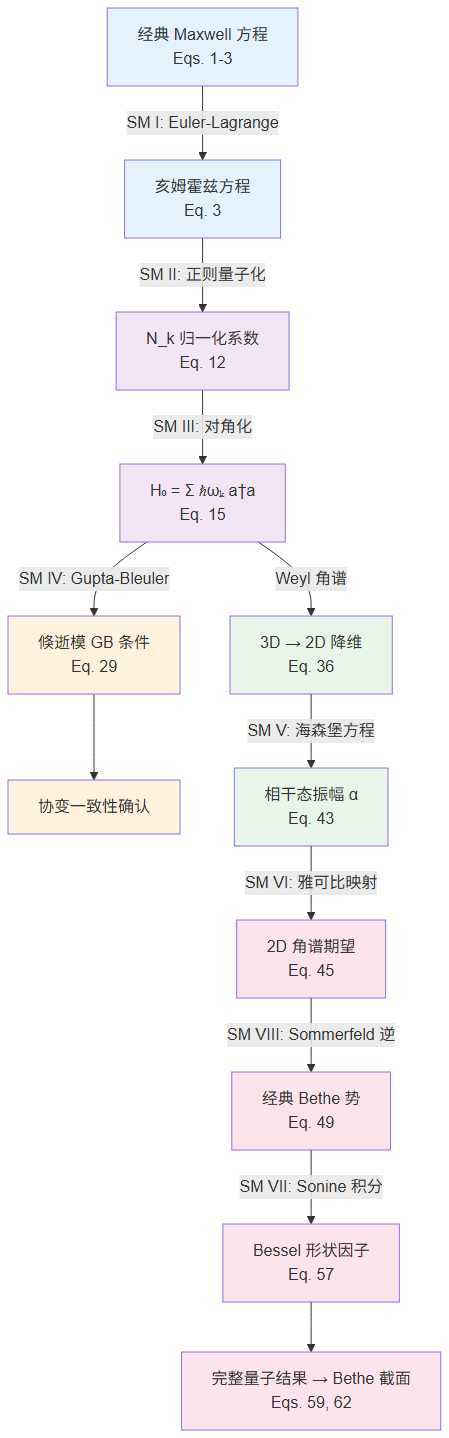 经典 Maxwell 方程
Eqs. 1-3
SM I: Euler-Lagrange
亥姆霍兹方程
Eq. 3
SM II: 正则量子化
N_k 归一化系数
Eq. 12
SM III: 对角化
H₀ = Σ ℏωₖ a†a
Eq. 15
SM IV: Gupta-Bleuler
Weyl 角谱
倏逝模 GB 条件
Eq. 29
3D → 2D 降维
Eq. 36
SM V: 海森堡方程
协变一致性确认
相干态振幅 α
Eq. 43
SM VI: 雅可比映射
2D 角谱期望
Eq. 45
SM VIII: Sommerfeld 逆
经典 Bethe 势
Eq. 49
SM VII: Sonine 积分
Bessel 形状因子
Eq. 57
完整量子结果 → Bethe 截面
Eqs. 59, 62